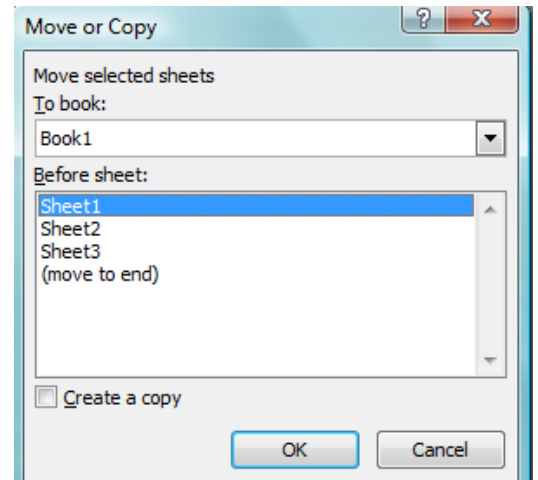 Move or Copy
Move selected sheets
To book:
Book1
Before sheet:
Sheet1
Sheet2
Sheet3
(move to end)
Create a copy
OK Cancel